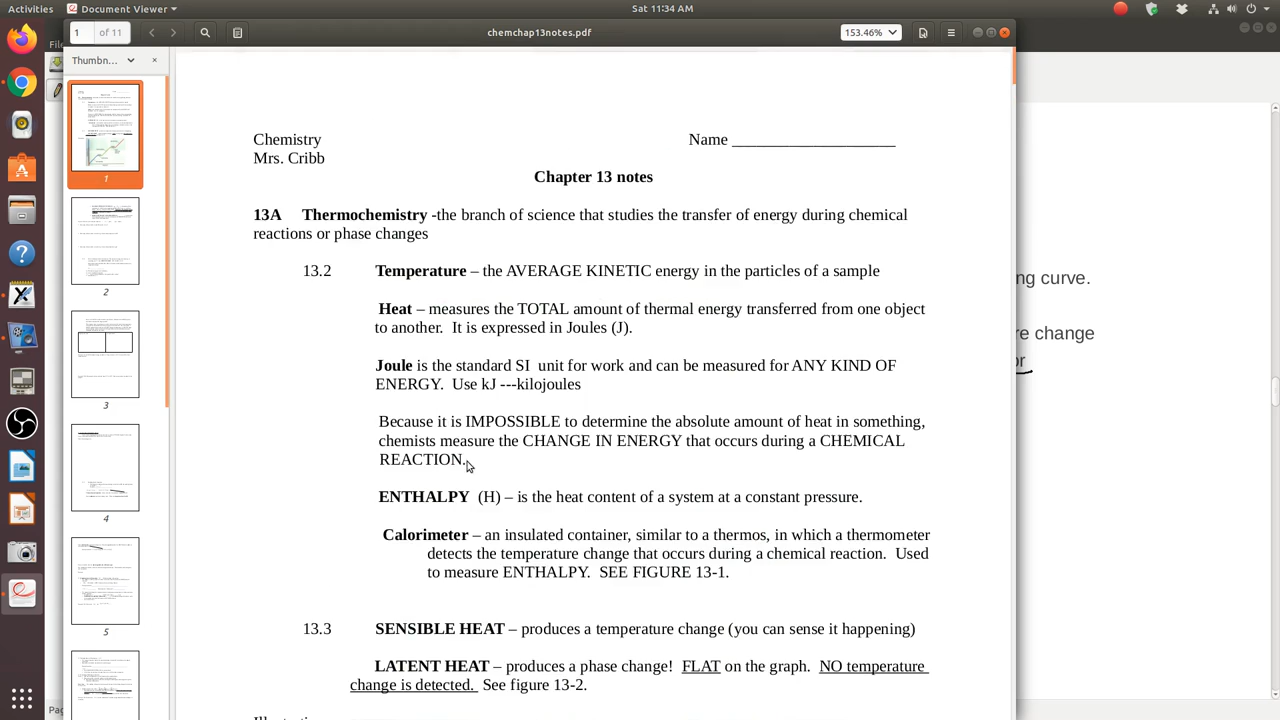 Activities
Document Viewer
Sat 11:34 AM
1 of 11
chemchap13notes.pdf
153.46%
Fil
Thumbn...
1
2
3
4
5
Chemistry Name ____________________
Mrs. Cribb
Chapter 13 notes
13A Thermochemistry -the branch of science that studies the transfer of energy during chemical
reactions or phase changes
13.2 Temperature – the AVERAGE KINETIC energy in the particles of a sample
Heat – measures the TOTAL amount of thermal energy transferred from one object
to another. It is expressed in Joules (J).
Joule is the standard SI unit for work and can be measured for ANY KIND OF
ENERGY. Use kJ ---kilojoules
Because it is IMPOSSIBLE to determine the absolute amount of heat in something,
chemists measure the CHANGE IN ENERGY that occurs during a CHEMICAL
REACTION.
ENTHALPY (H) – is the heat content of a system at a constant pressure.
Calorimeter – an insulated container, similar to a thermos, in which a thermometer
detects the temperature change that occurs during a chemical reaction. Used
to measure ENTHALPY. SEE FIGURE 13-1.
13.3 SENSIBLE HEAT – produces a temperature change (you can sense it happening)
LATENT HEAT – produces a phase change! FLAT on the graph. NO temperature
change is detected. See figure 13-2.
ng curve.
re change
or
Pag